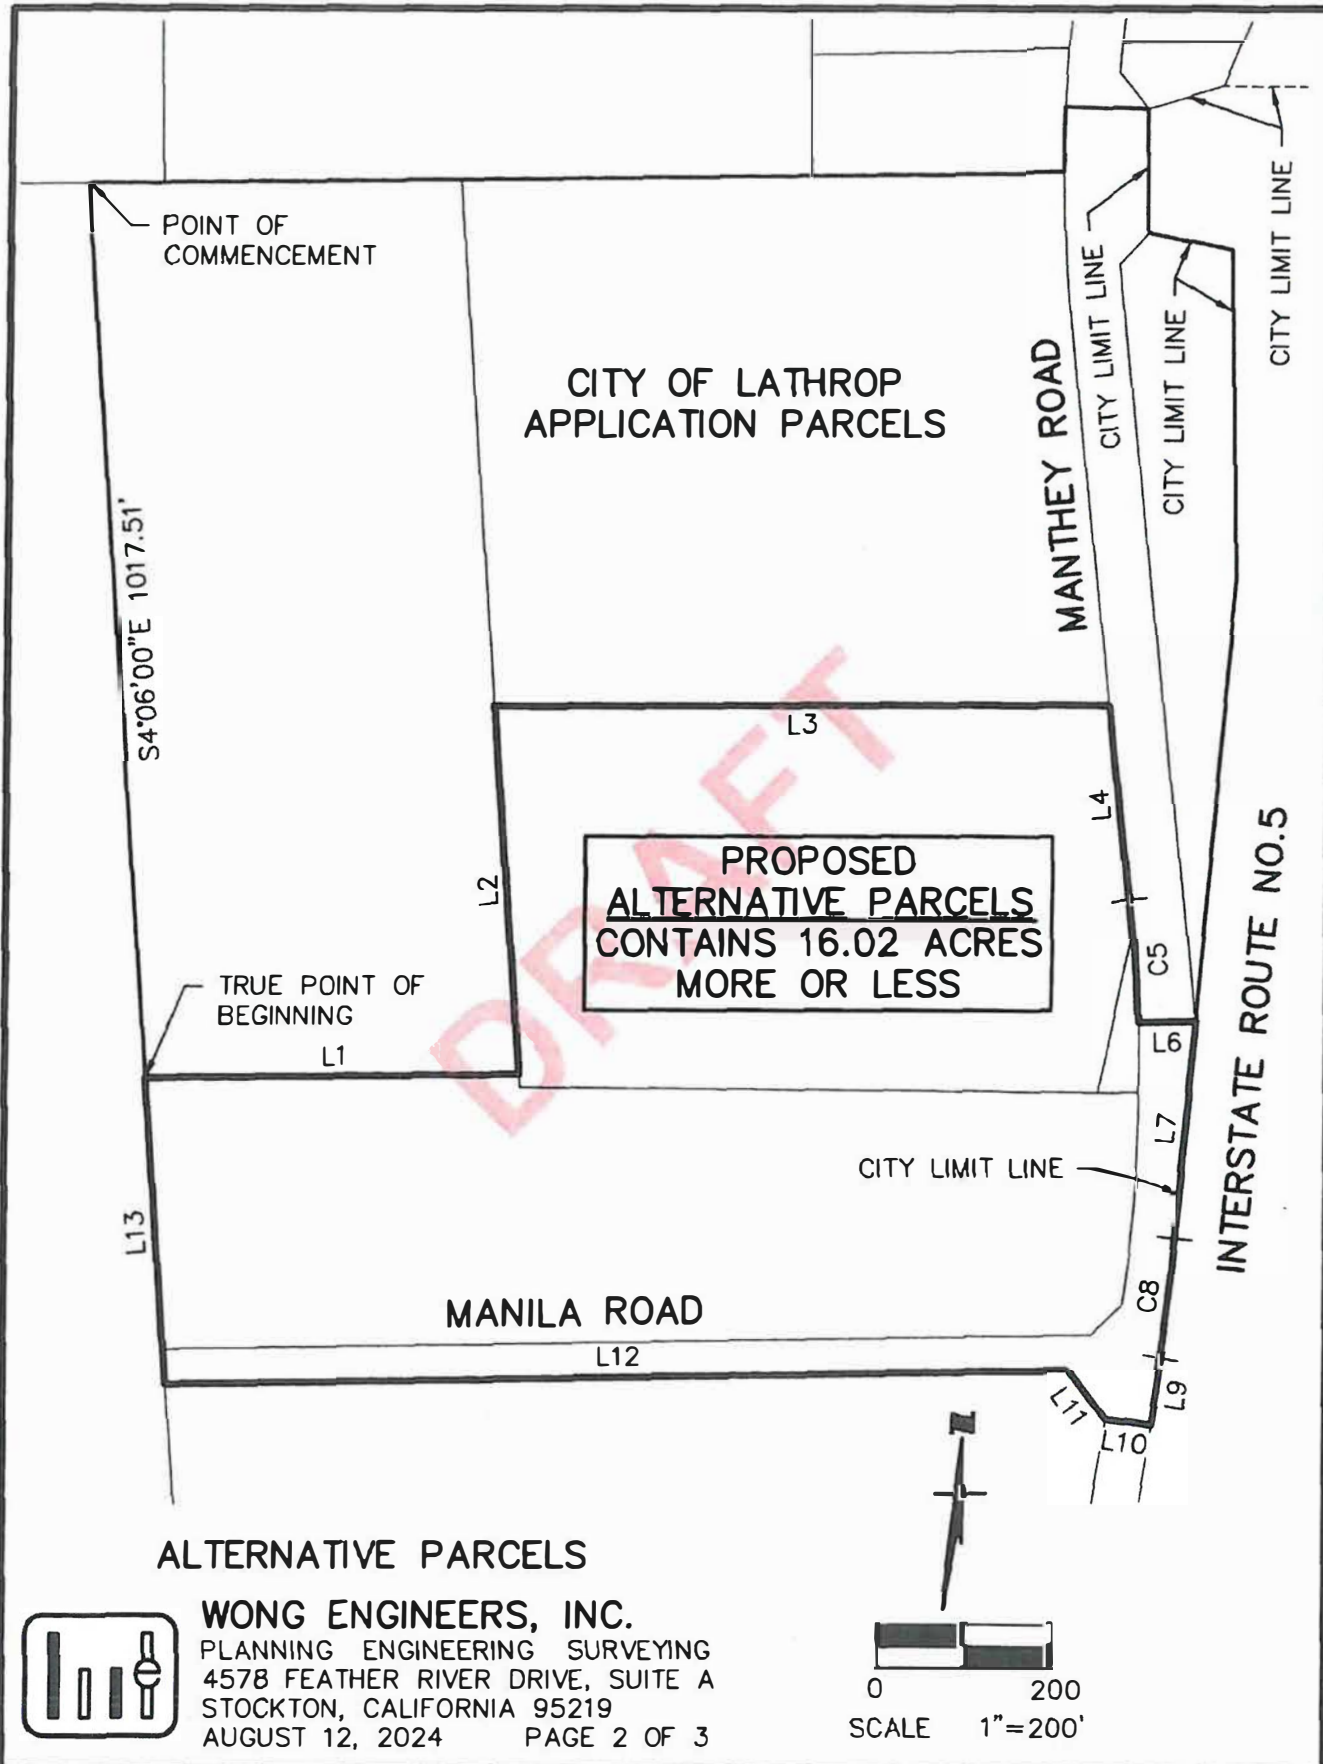 CITY LIMIT LINE
POINT OF
COMMENCEMENT
CITY LIMIT LINE
CITY LIMIT LINE
CITY OF LATHROP
APPLICATION PARCELS
MANTHEY ROAD
S4°06'00"E 1017.51'
L3
L4
DRAFT
L2
PROPOSED
ALTERNATIVE PARCELS
CONTAINS 16.02 ACRES
MORE OR LESS
C5
INTERSTATE ROUTE NO.5
TRUE POINT OF
BEGINNING
L1
L6
L7
CITY LIMIT LINE
L13
C8
MANILA ROAD
L12
L9
L11
L10
N
ALTERNATIVE PARCELS
WONG ENGINEERS, INC.
PLANNING ENGINEERING SURVEYING
4578 FEATHER RIVER DRIVE, SUITE A
STOCKTON, CALIFORNIA 95219
AUGUST 12, 2024 PAGE 2 OF 3
0 200
SCALE 1"=200'